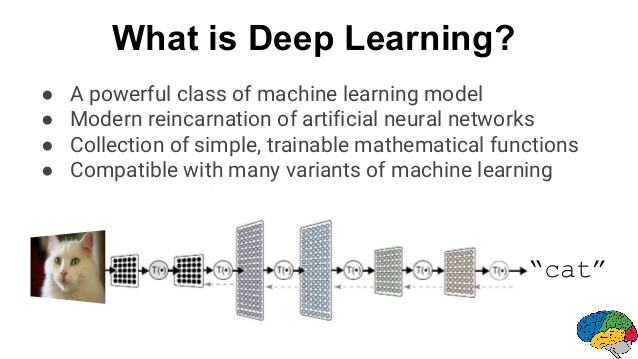 What is Deep Learning?
● A powerful class of machine learning model
● Modern reincarnation of artificial neural networks
● Collection of simple, trainable mathematical functions
● Compatible with many variants of machine learning
T(•) T(•) T(•) T(•) T(•) T(•) "cat"